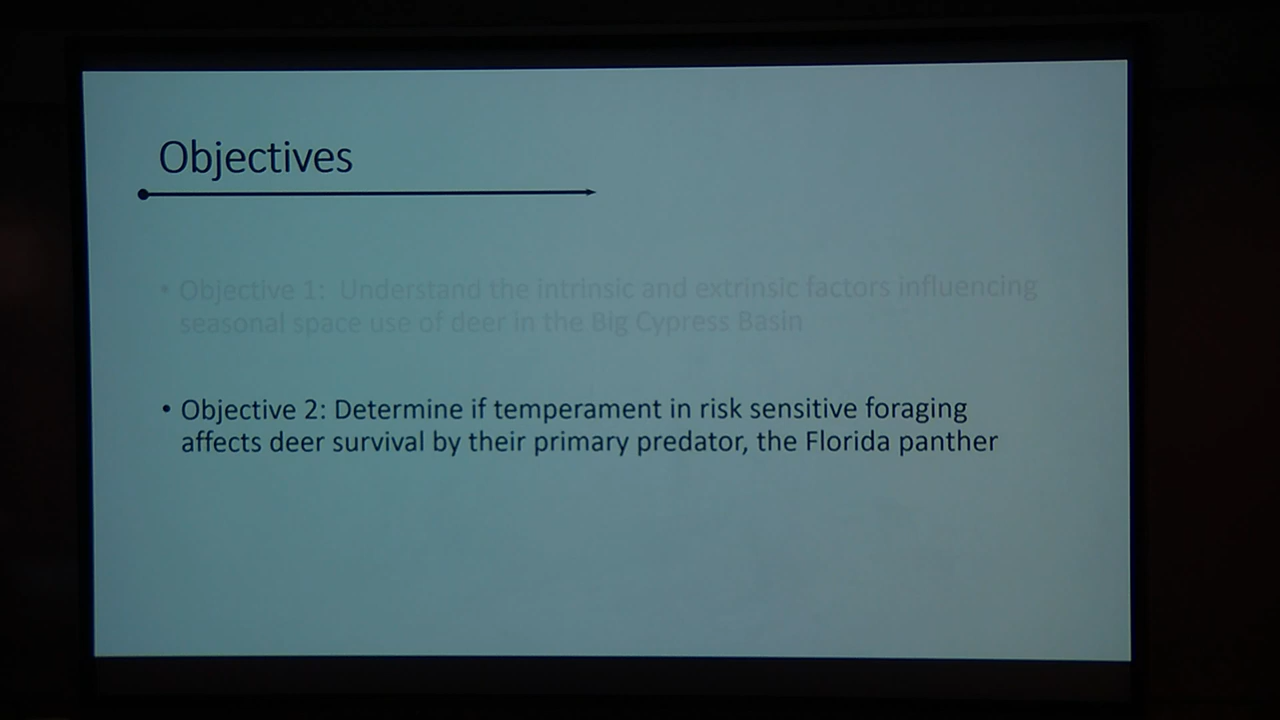 Objectives
• Objective 1: Understand the intrinsic and extrinsic factors influencing
seasonal space use of deer in the Big Cypress Basin
• Objective 2: Determine if temperament in risk sensitive foraging
affects deer survival by their primary predator, the Florida panther